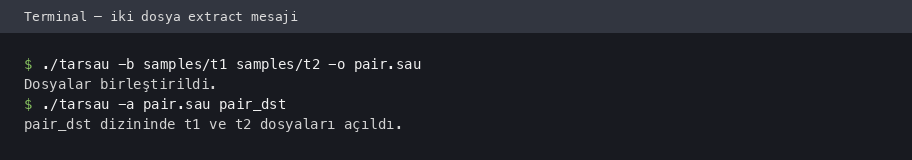 Terminal — iki dosya extract mesaji
$ ./tarsau −b samples/t1 samples/t2 −o pair.sau
Dosyalar birleştirildi.
$ ./tarsau −a pair.sau pair_dst
pair_dst dizininde t1 ve t2 dosyaları açıldı.